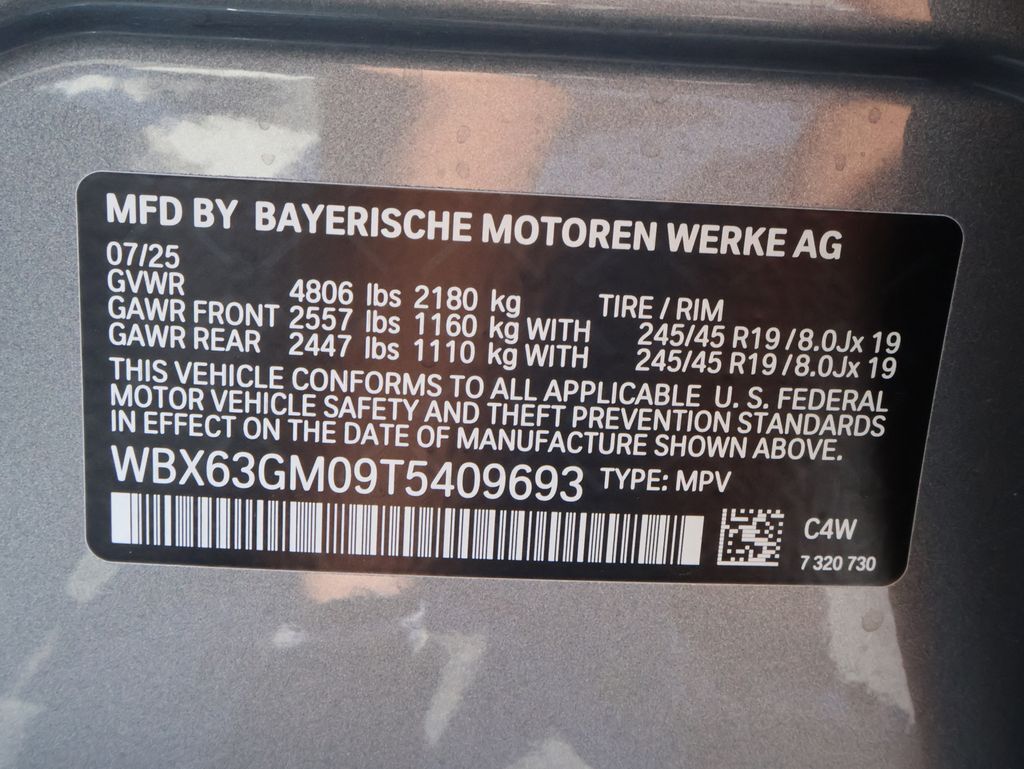 MFD BY BAYERISCHE MOTOREN WERKE AG
07/25
GVWR 4806 lbs 2180 kg TIRE / RIM
GAWR FRONT 2557 lbs 1160 kg WITH 245/45 R19 / 8.0Jx 19
GAWR REAR 2447 lbs 1110 kg WITH 245/45 R19 / 8.0Jx 19
THIS VEHICLE CONFORMS TO ALL APPLICABLE U. S. FEDERAL
MOTOR VEHICLE SAFETY AND THEFT PREVENTION STANDARDS
IN EFFECT ON THE DATE OF MANUFACTURE SHOWN ABOVE.
WBX63GM09T5409693 TYPE: MPV
C4W
7 320 730